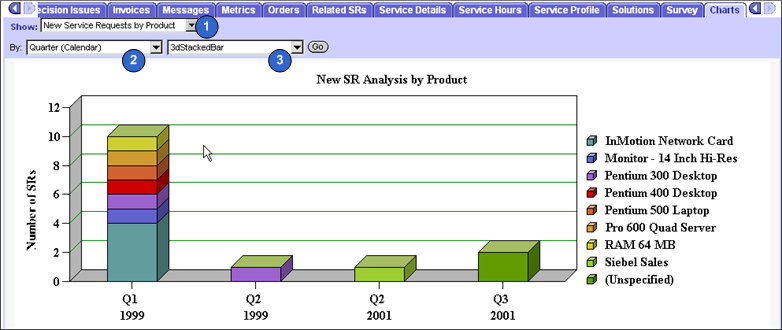 ecision Issues Invoices Messages Metrics Orders Related SRs Service Details Service Hours Service Profile Solutions Survey Charts
Show: New Service Requests by Product 1
By: Quarter (Calendar) 3dStackedBar Go
2 3
New SR Analysis by Product
Number of SRs
12
10
8
6
4
2
0
Q1 Q2 Q2 Q3
1999 1999 2001 2001
InMotion Network Card
Monitor - 14 Inch Hi-Res
Pentium 300 Desktop
Pentium 400 Desktop
Pentium 500 Laptop
Pro 600 Quad Server
RAM 64 MB
Siebel Sales
(Unspecified)